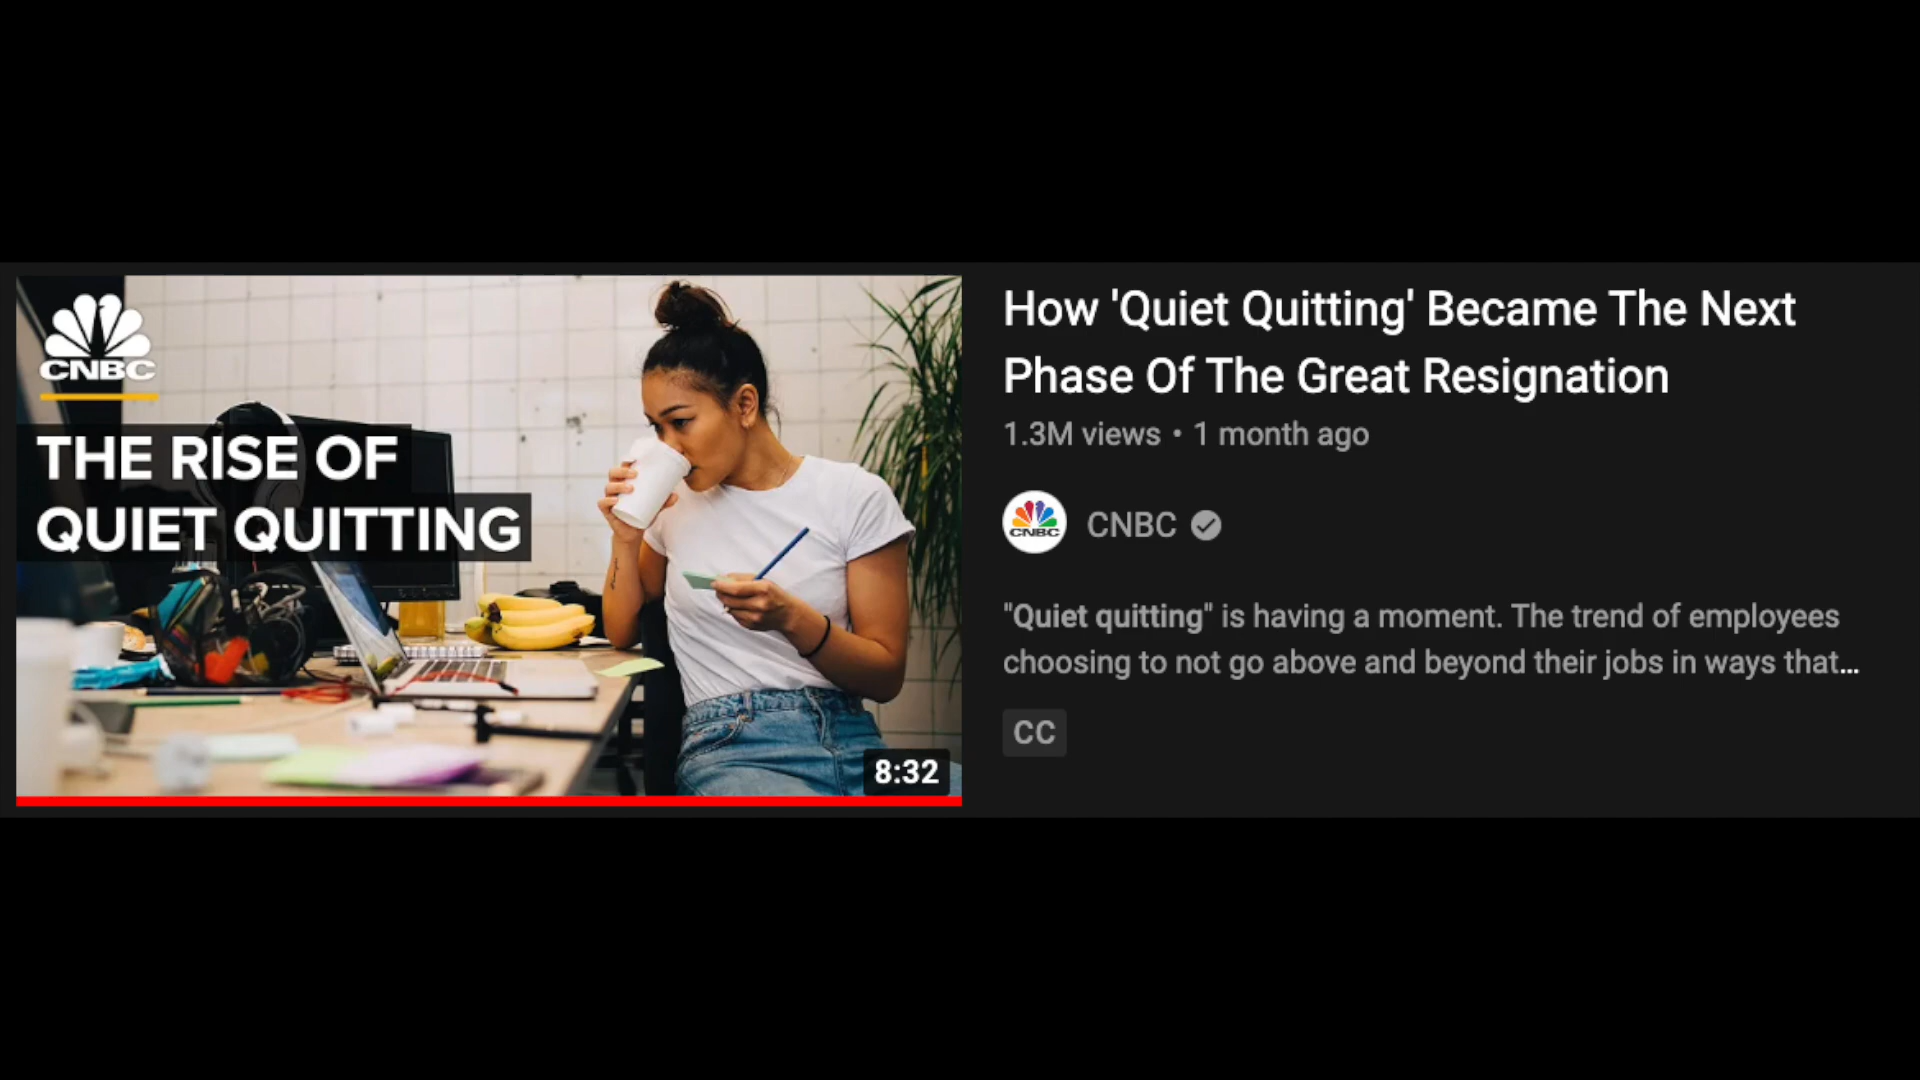 CNBC
THE RISE OF
QUIET QUITTING
8:32
How 'Quiet Quitting' Became The Next
Phase Of The Great Resignation
1.3M views • 1 month ago
CNBC
CNBC
"Quiet quitting" is having a moment. The trend of employees
choosing to not go above and beyond their jobs in ways that...
CC